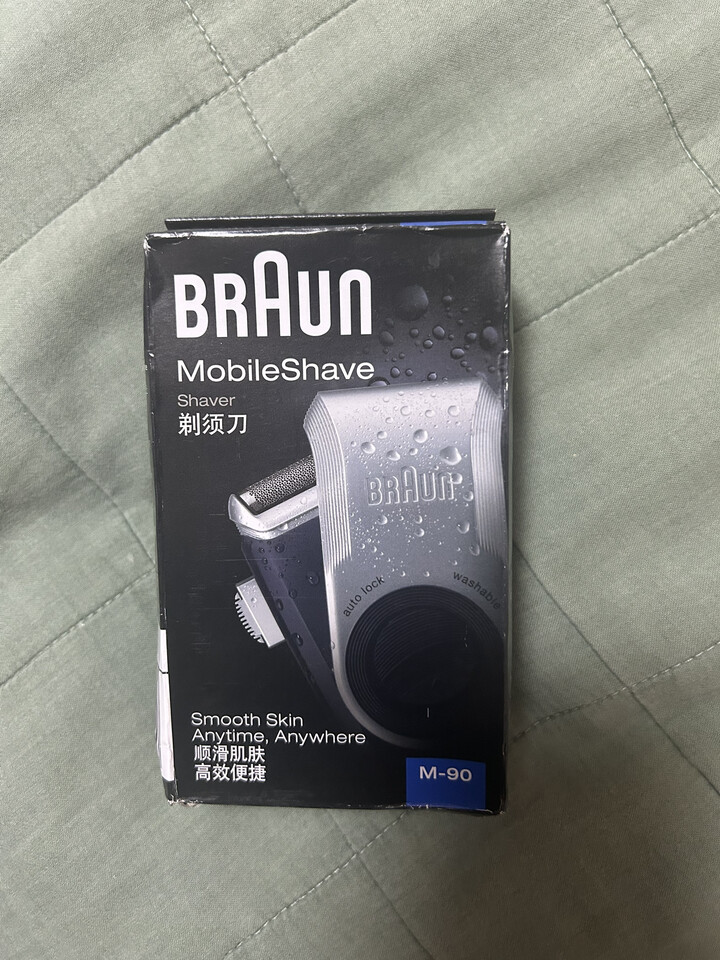 BRAUN
MobileShave
Shaver
剃须刀
BRAUN
auto lock
washable
Smooth Skin
Anytime, Anywhere
顺滑肌肤
高效便捷
M-90